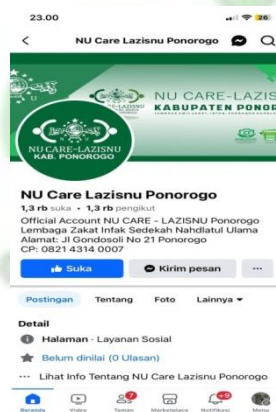 23.00
26
NU Care Lazisnu Ponorogo
NU CARE-LAZIS
KABUPATEN PONOR
NU CARE-LAZISNU
KAB. PONOROGO
NU Care Lazisnu Ponorogo
1,3 rb suka • 1,3 rb pengikut
Official Account NU CARE - LAZISNU Ponorogo
Lembaga Zakat Infak Sedekah Nahdlatul Ulama
Alamat: Jl Gondosoli No 21 Ponorogo
CP: 0821 4314 0007
Suka
Kirim pesan
Postingan Tentang Foto Lainnya
Detail
Halaman · Layanan Sosial
Belum dinilai (0 Ulasan)
Lihat Info Tentang NU Care Lazisnu Ponorogo
Beranda Video Teman Marketplace Notifikasi Menu